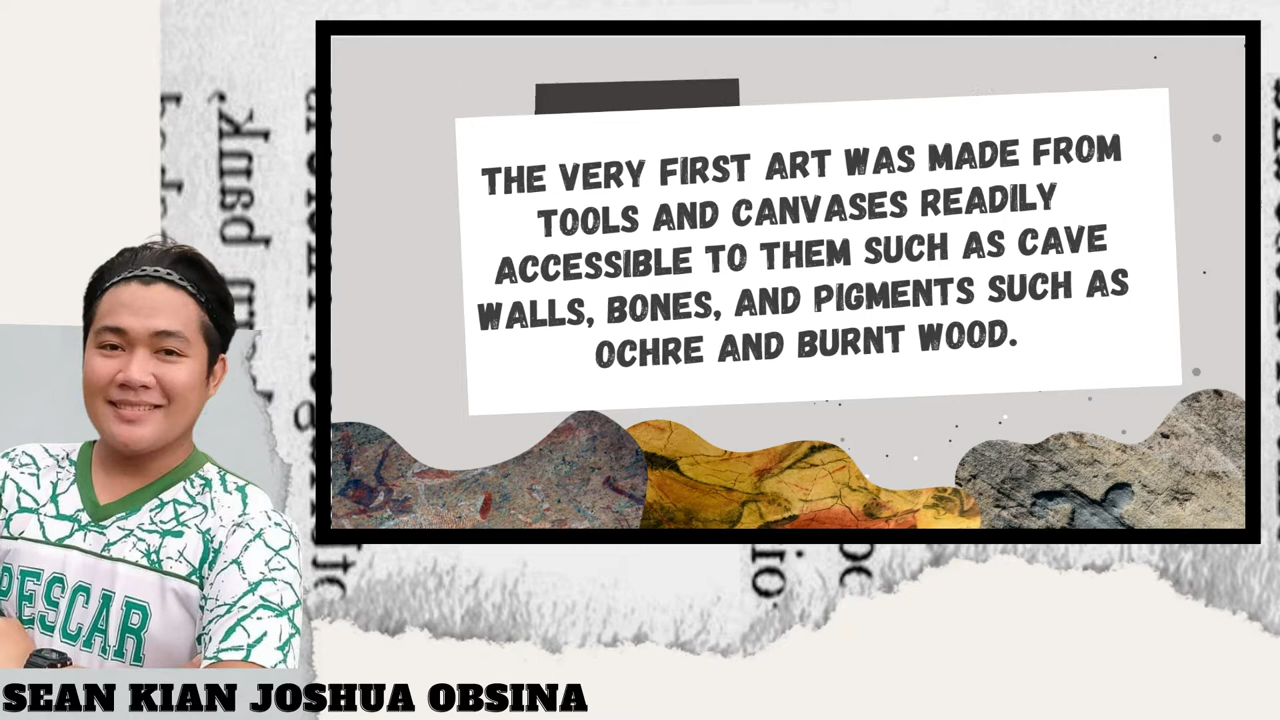 THE VERY FIRST ART WAS MADE FROM
TOOLS AND CANVASES READILY
ACCESSIBLE TO THEM SUCH AS CAVE
WALLS, BONES, AND PIGMENTS SUCH AS
OCHRE AND BURNT WOOD.
PESCAR
SEAN KIAN JOSHUA OBSINA